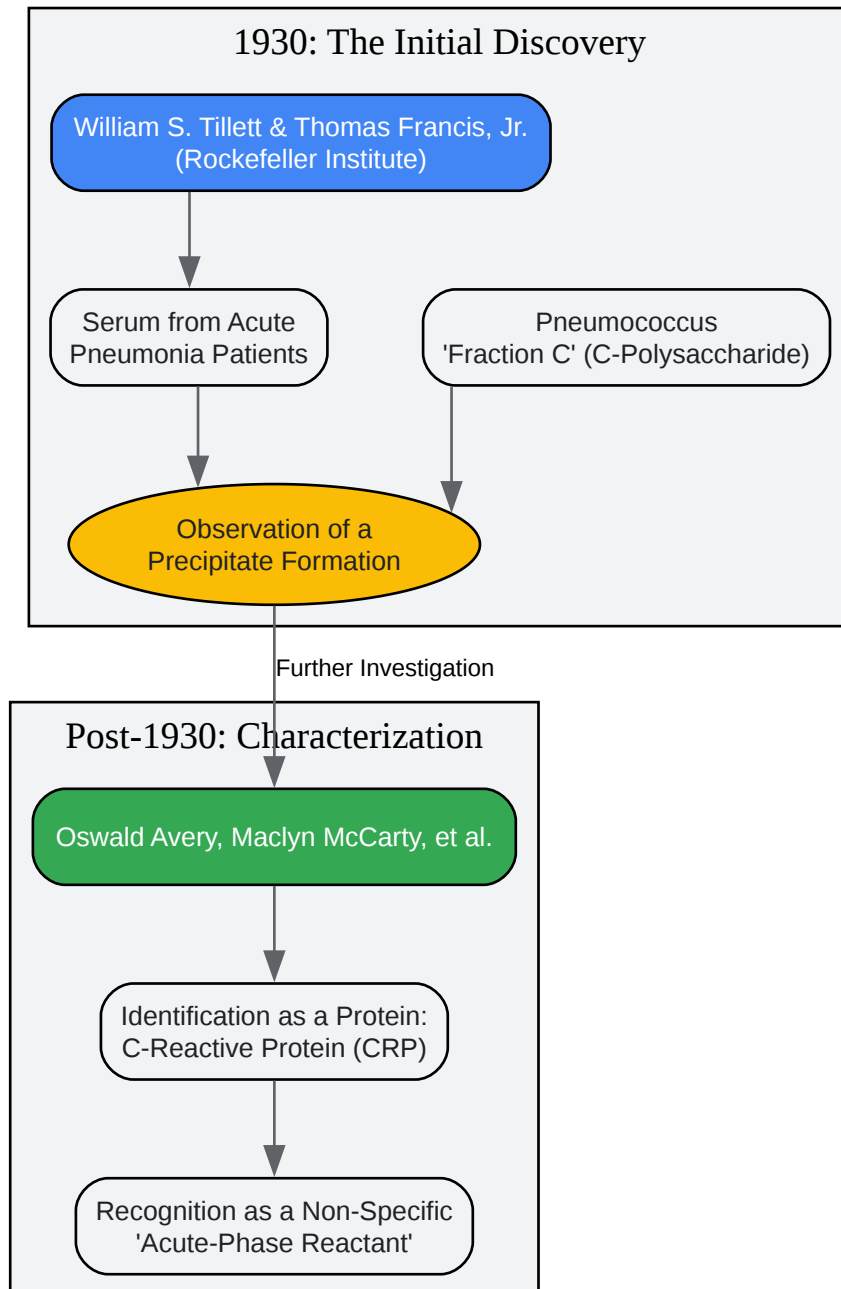 1930: The Initial Discovery
William S. Tillett & Thomas Francis, Jr.
(Rockefeller Institute)
Serum from Acute
Pneumonia Patients
Pneumococcus
'Fraction C' (C-Polysaccharide)
Observation of a
Precipitate Formation
Further Investigation
Post-1930: Characterization
Oswald Avery, Maclyn McCarty, et al.
Identification as a Protein:
C-Reactive Protein (CRP)
Recognition as a Non-Specific
'Acute-Phase Reactant'